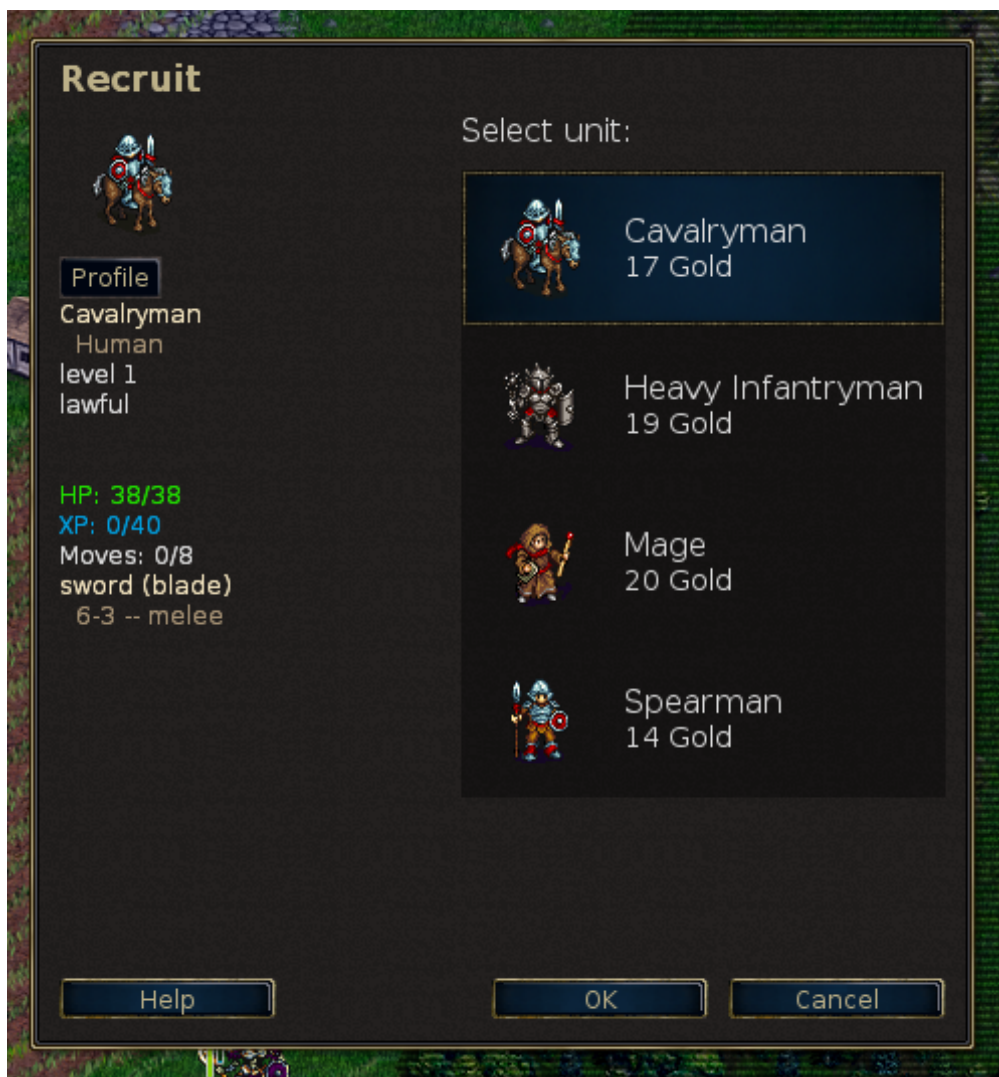 Recruit
Profile
Cavalryman
Human
level 1
lawful
HP: 38/38
XP: 0/40
Moves: 0/8
sword (blade)
6-3 -- melee
Select unit:
Cavalryman
17 Gold
Heavy Infantryman
19 Gold
Mage
20 Gold
Spearman
14 Gold
Help
OK
Cancel